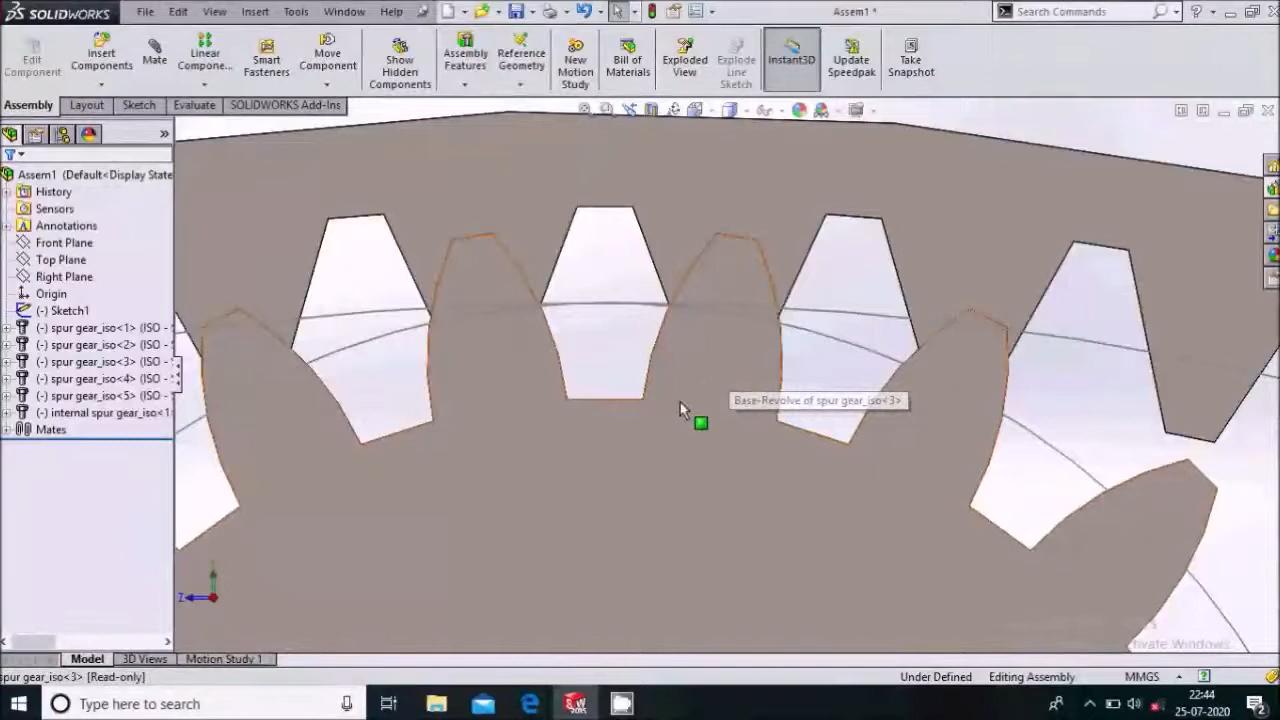 SOLIDWORKS File Edit View Insert Tools Window Help Assem1 * Search Commands
Edit Component
Insert Components
Mate
Linear Compone...
Smart Fasteners
Move Component
Show Hidden Components
Assembly Features
Reference Geometry
New Motion Study
Bill of Materials
Exploded View
Explode Line Sketch
Instant3D
Update Speedpak
Take Snapshot
Assembly Layout Sketch Evaluate SOLIDWORKS Add-Ins
Assem1 (Default<Display State
History
Sensors
Annotations
Front Plane
Top Plane
Right Plane
Origin
(-) Sketch1
(-) spur gear_iso<1> (ISO -
(-) spur gear_iso<2> (ISO -
(-) spur gear_iso<3> (ISO -
(-) spur gear_iso<4> (ISO -
(-) spur gear_iso<5> (ISO -
(-) internal spur gear_iso<1
Mates
Base-Revolve of spur gear_iso<3>
Z
tivate Windows
Model 3D Views Motion Study 1
spur gear_iso<3> [Read-only] Under Defined Editing Assembly MMGS
Type here to search
22:44
25-07-2020